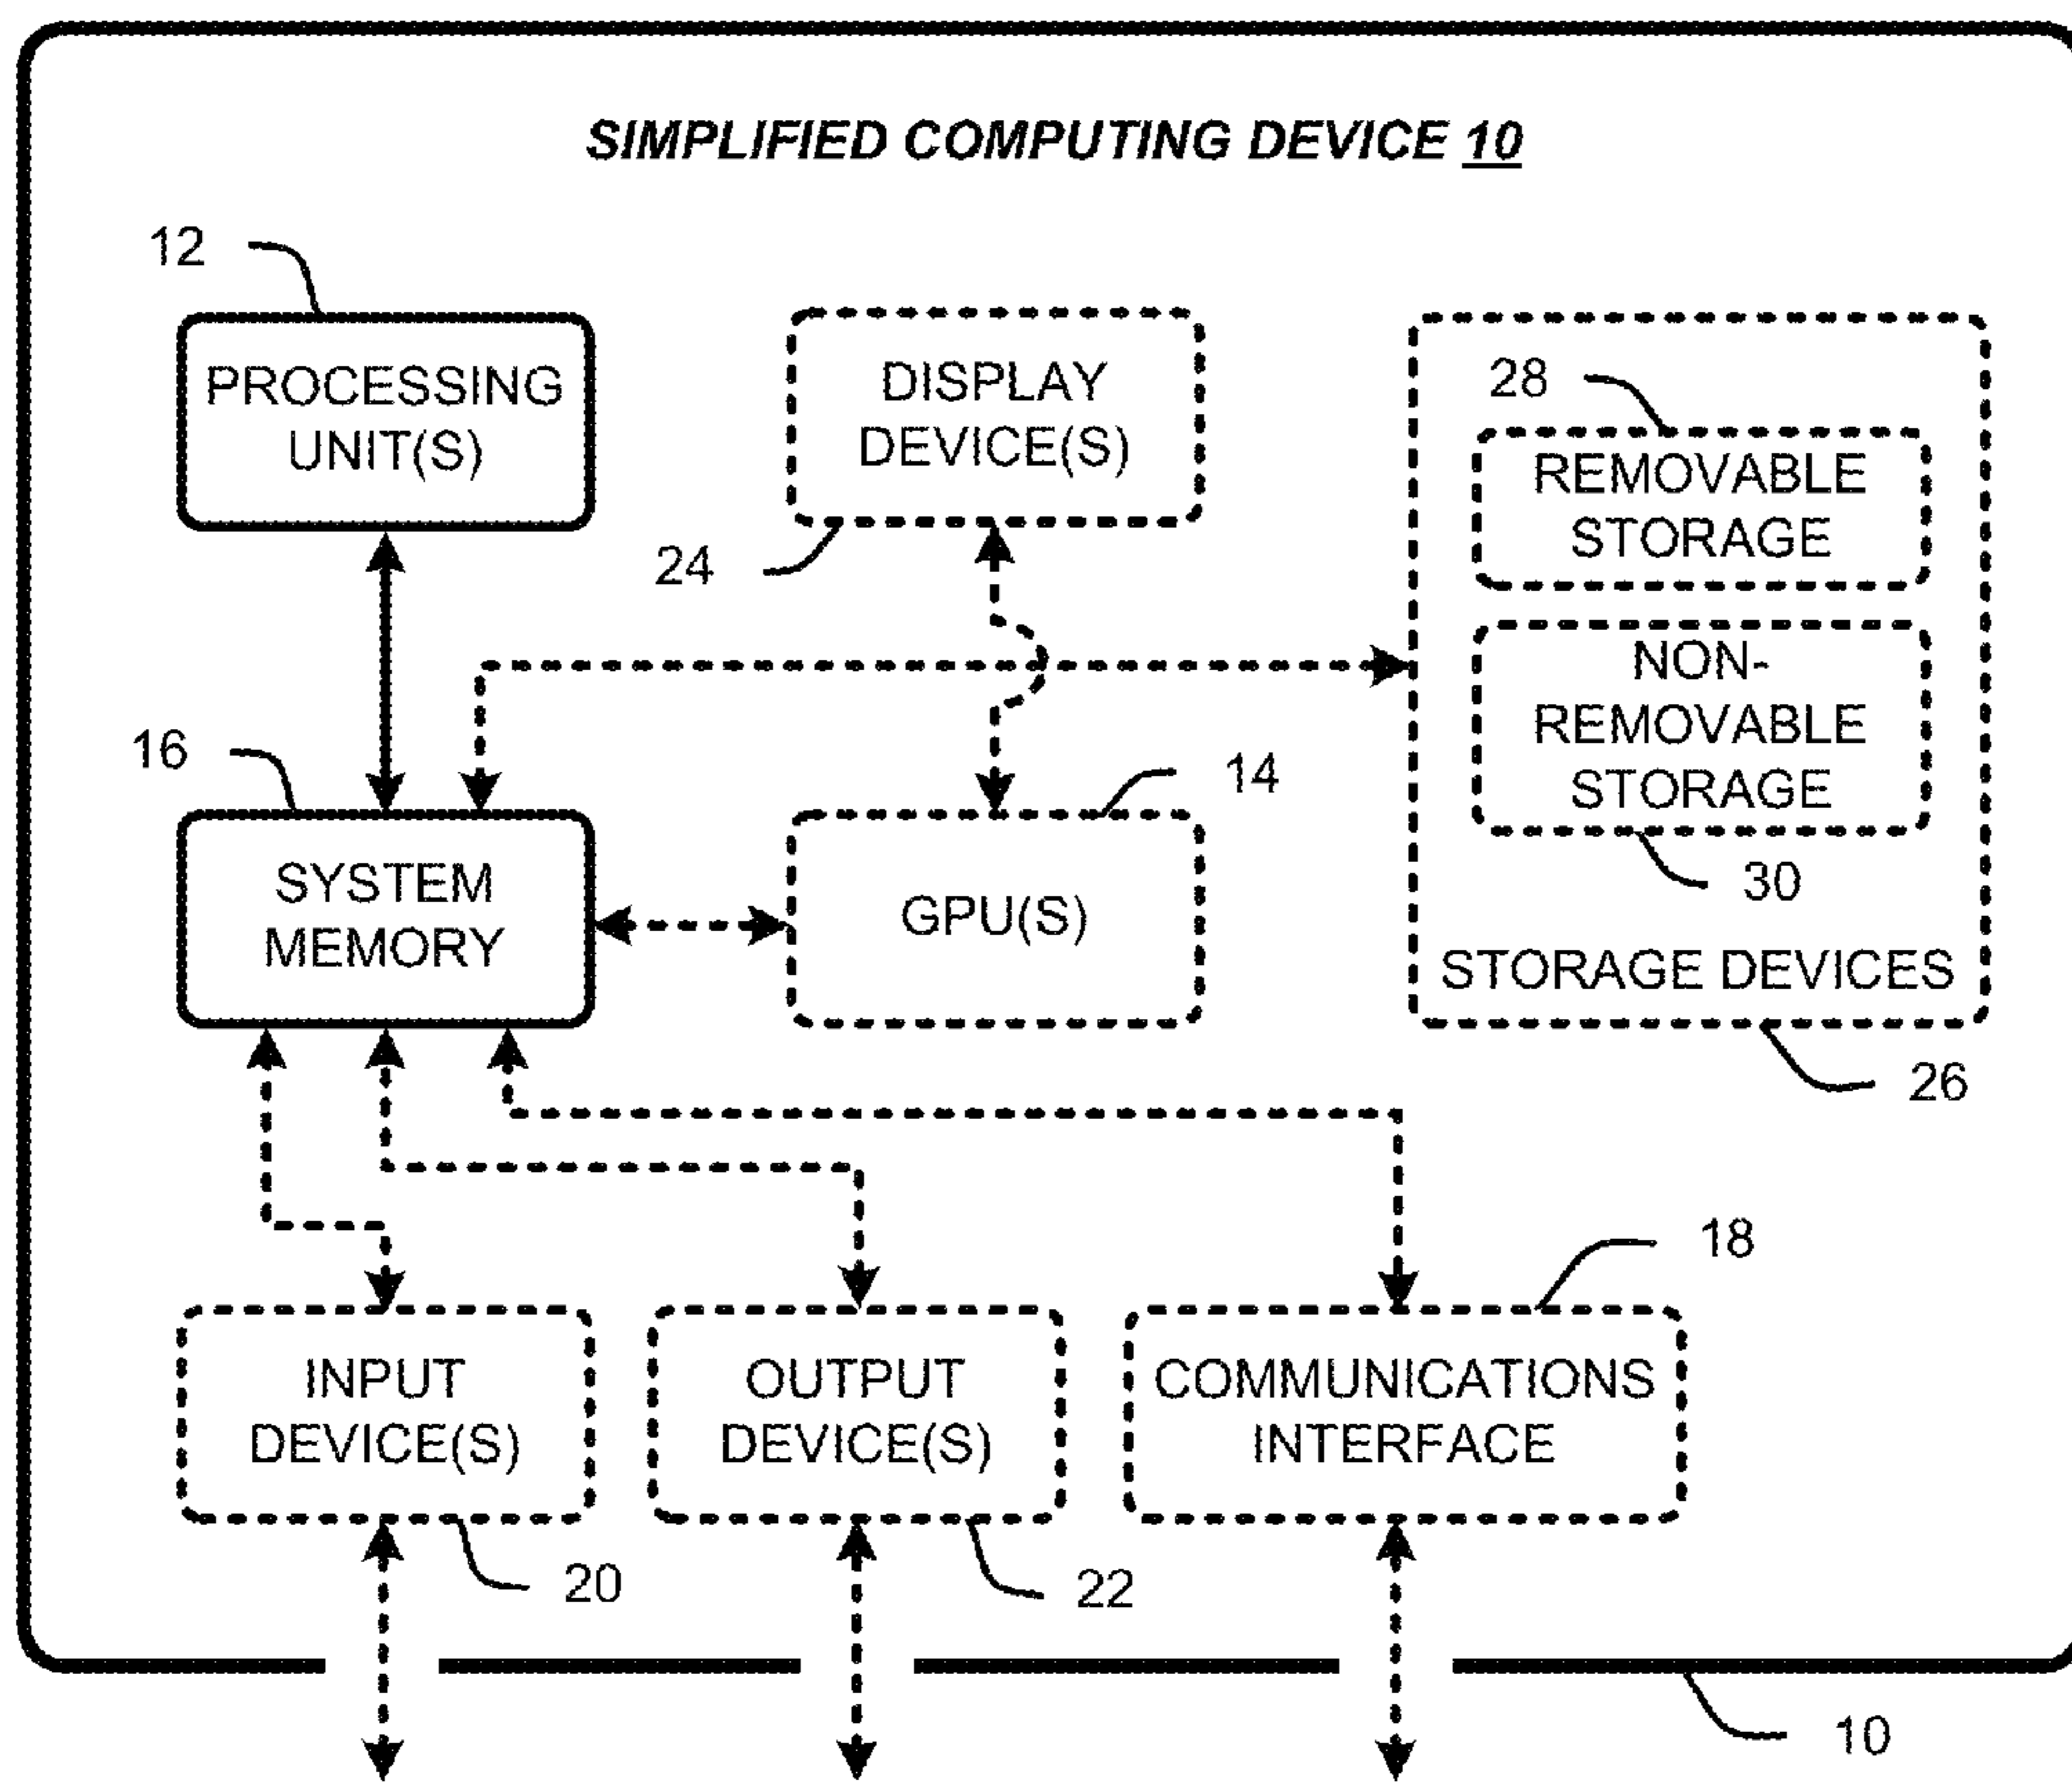 SIMPLIFIED COMPUTING DEVICE 10
12
PROCESSING
UNIT(S)
DISPLAY
DEVICE(S)
24
28
REMOVABLE
STORAGE
NON-
REMOVABLE
STORAGE
30
STORAGE DEVICES
26
16
SYSTEM
MEMORY
14
GPU(S)
18
INPUT
DEVICE(S)
20
OUTPUT
DEVICE(S)
22
COMMUNICATIONS
INTERFACE
10